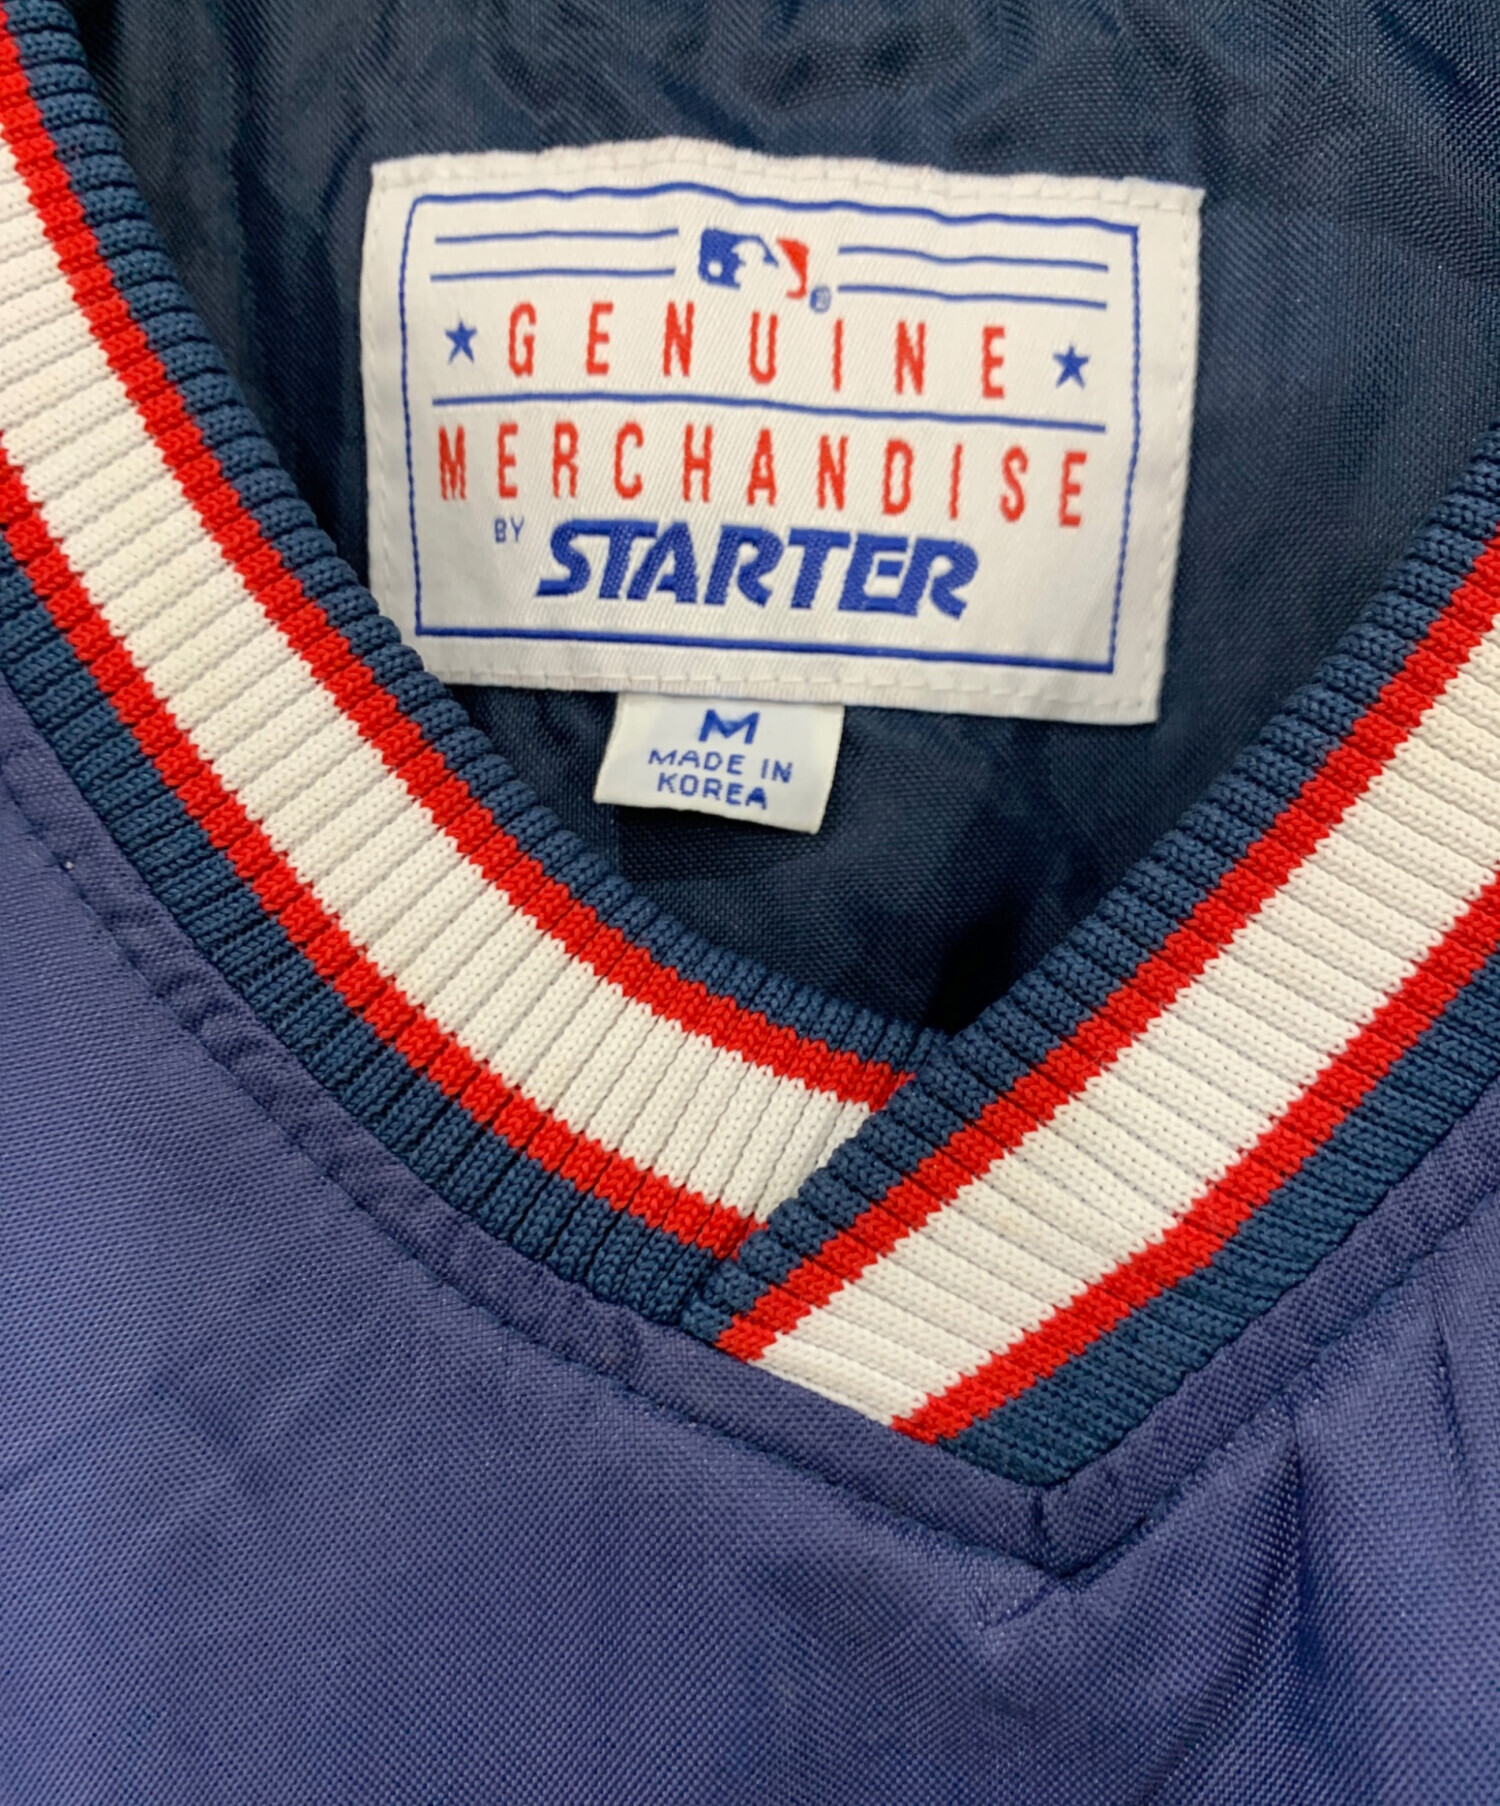 GENUINE
MERCHANDISE
BY STARTER
M
MADE IN
KOREA